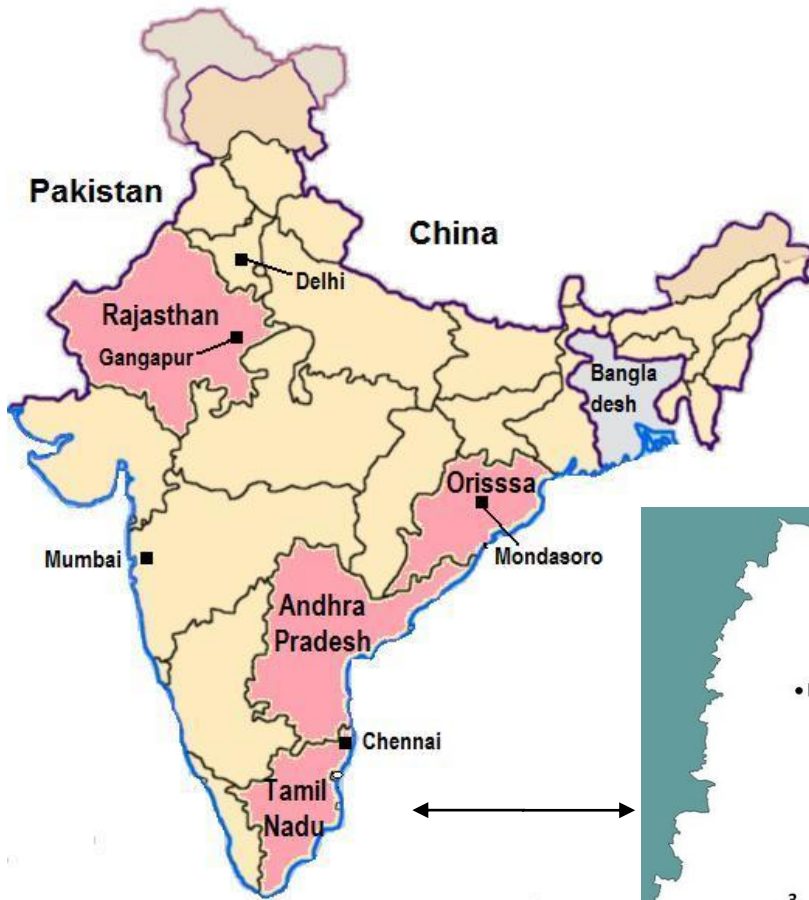 Pakistan
China
Delhi
Rajasthan
Gangapur
Bangla
desh
Orisssa
Mondasoro
Mumbai
Andhra
Pradesh
Chennai
Tamil
Nadu